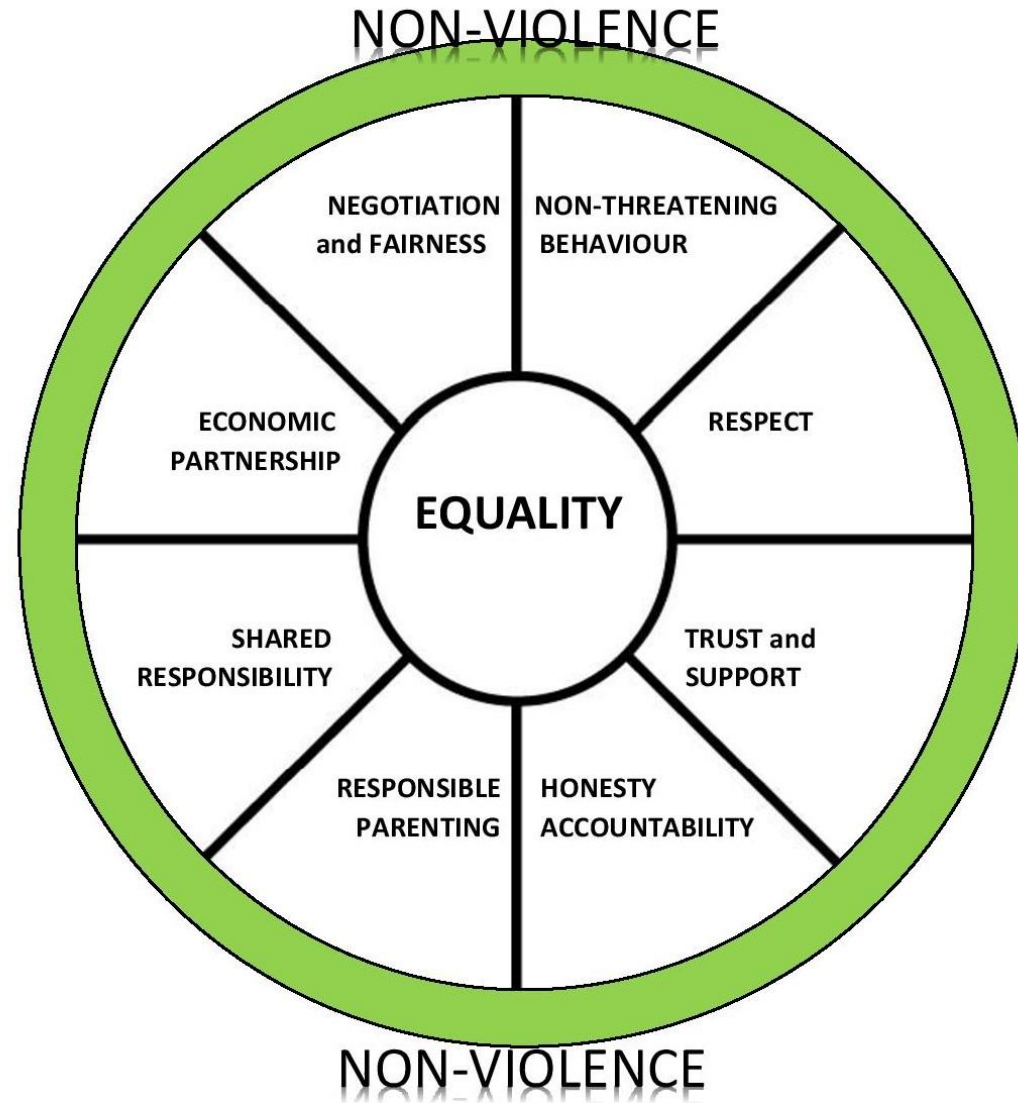 NON-VIOLENCE
NEGOTIATION
and FAIRNESS
NON-THREATENING
BEHAVIOUR
RESPECT
TRUST and
SUPPORT
HONESTY
ACCOUNTABILITY
RESPONSIBLE
PARENTING
SHARED
RESPONSIBILITY
ECONOMIC
PARTNERSHIP
EQUALITY
NON-VIOLENCE